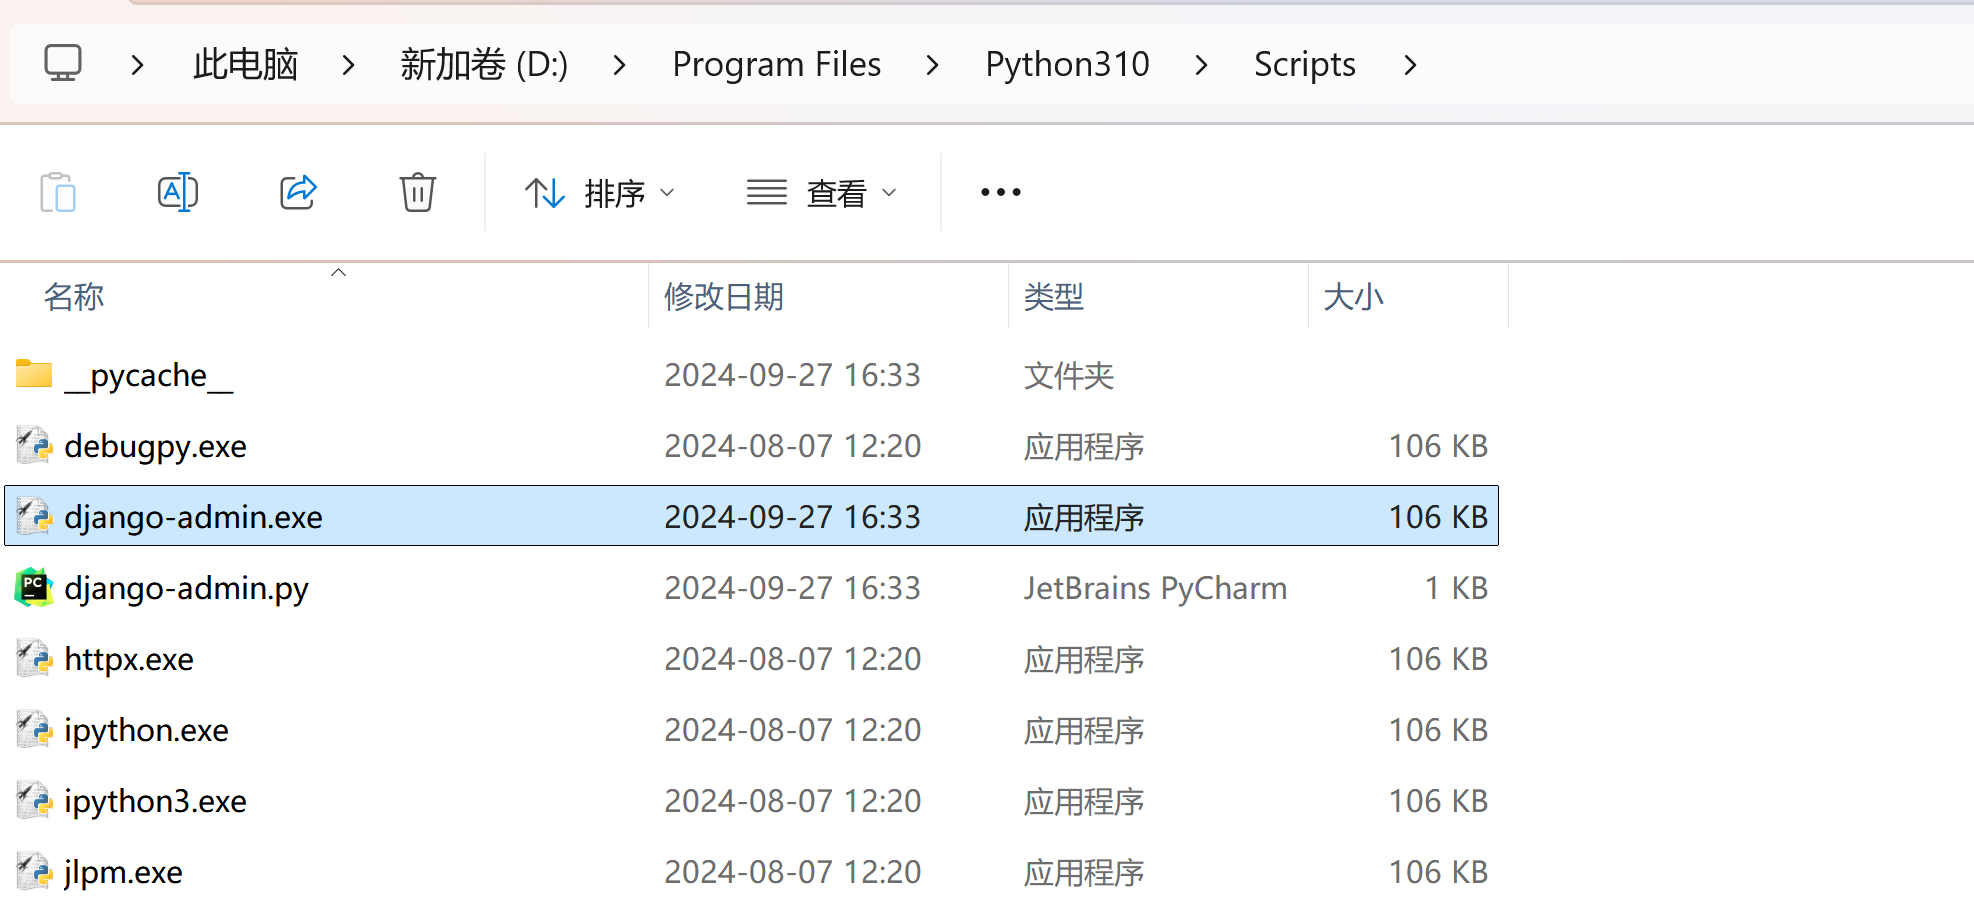 此电脑 > 新加卷 (D:) > Program Files > Python310 > Scripts >
排序 查看
名称 修改日期 类型 大小
__pycache__ 2024-09-27 16:33 文件夹
debugpy.exe 2024-08-07 12:20 应用程序 106 KB
django-admin.exe 2024-09-27 16:33 应用程序 106 KB
django-admin.py 2024-09-27 16:33 JetBrains PyCharm 1 KB
httpx.exe 2024-08-07 12:20 应用程序 106 KB
ipython.exe 2024-08-07 12:20 应用程序 106 KB
ipython3.exe 2024-08-07 12:20 应用程序 106 KB
jlpm.exe 2024-08-07 12:20 应用程序 106 KB